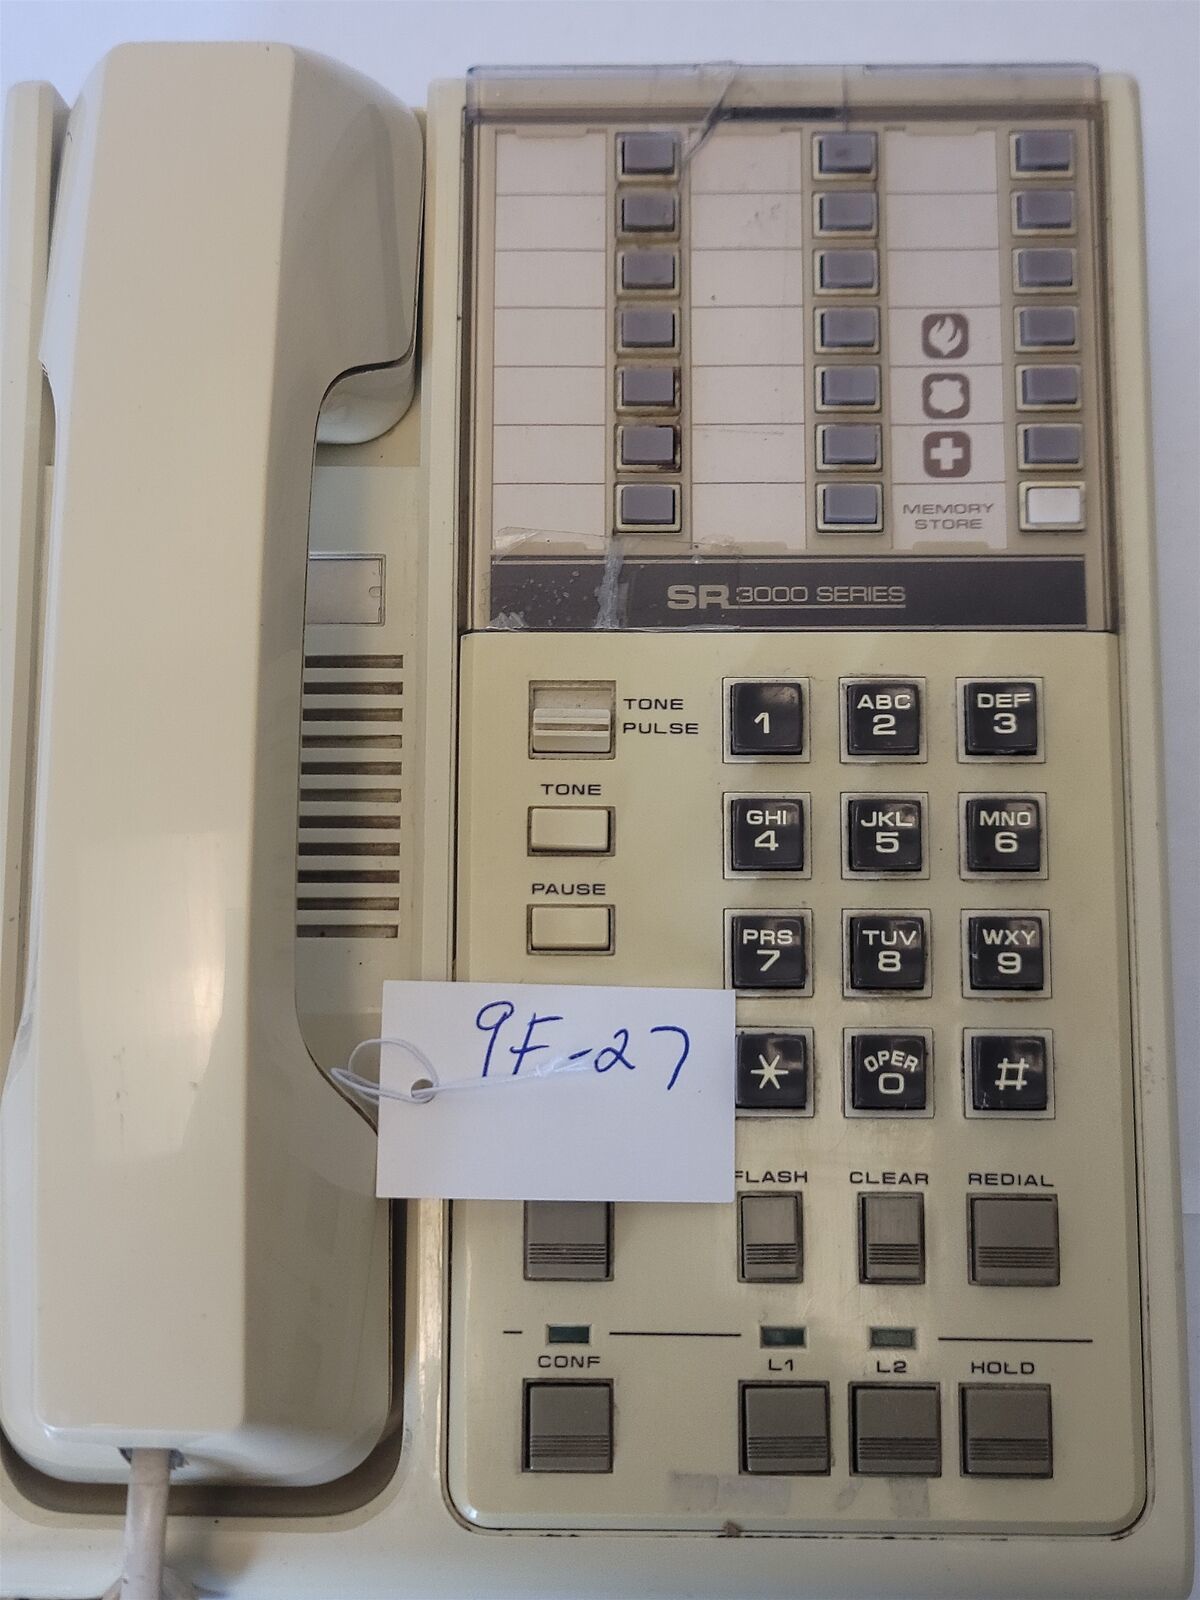 MEMORY
STORE
SR 3000 SERIES
TONE
PULSE
TONE
PAUSE
1
ABC
2
DEF
3
GHI
4
JKL
5
MNO
6
PRS
7
TUV
8
WXY
9
*
OPER
0
#
9F-27
FLASH
CLEAR
REDIAL
CONF
L1
L2
HOLD